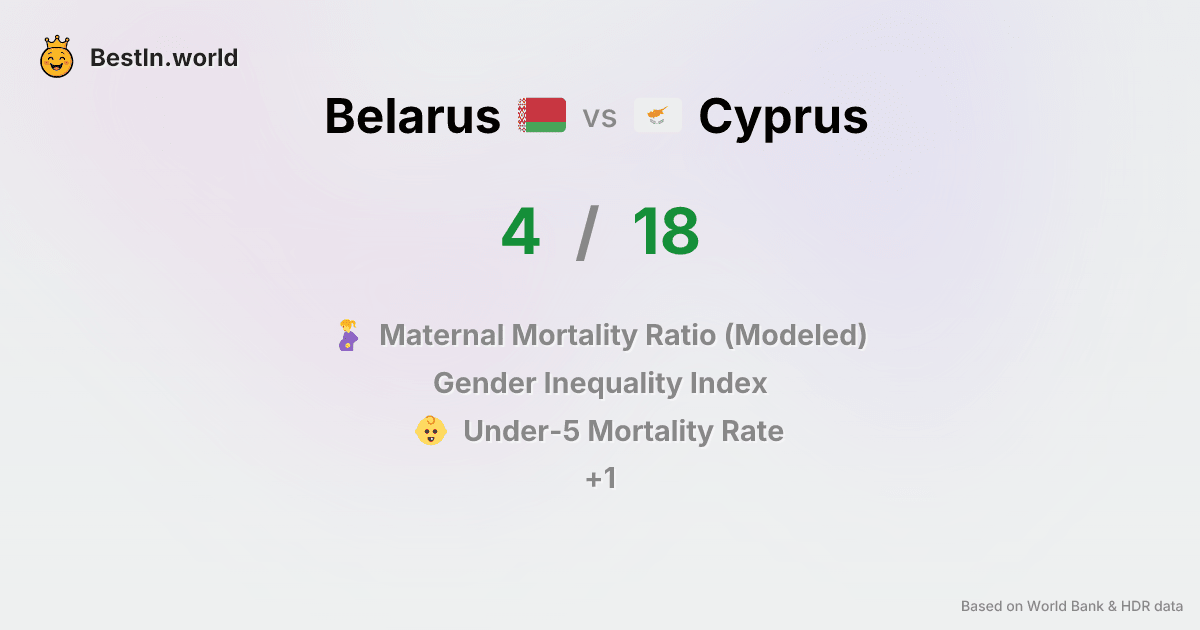 BestIn.world
Belarus vs Cyprus
4 / 18
Maternal Mortality Ratio (Modeled)
Gender Inequality Index
Under-5 Mortality Rate
+1
Based on World Bank & HDR data